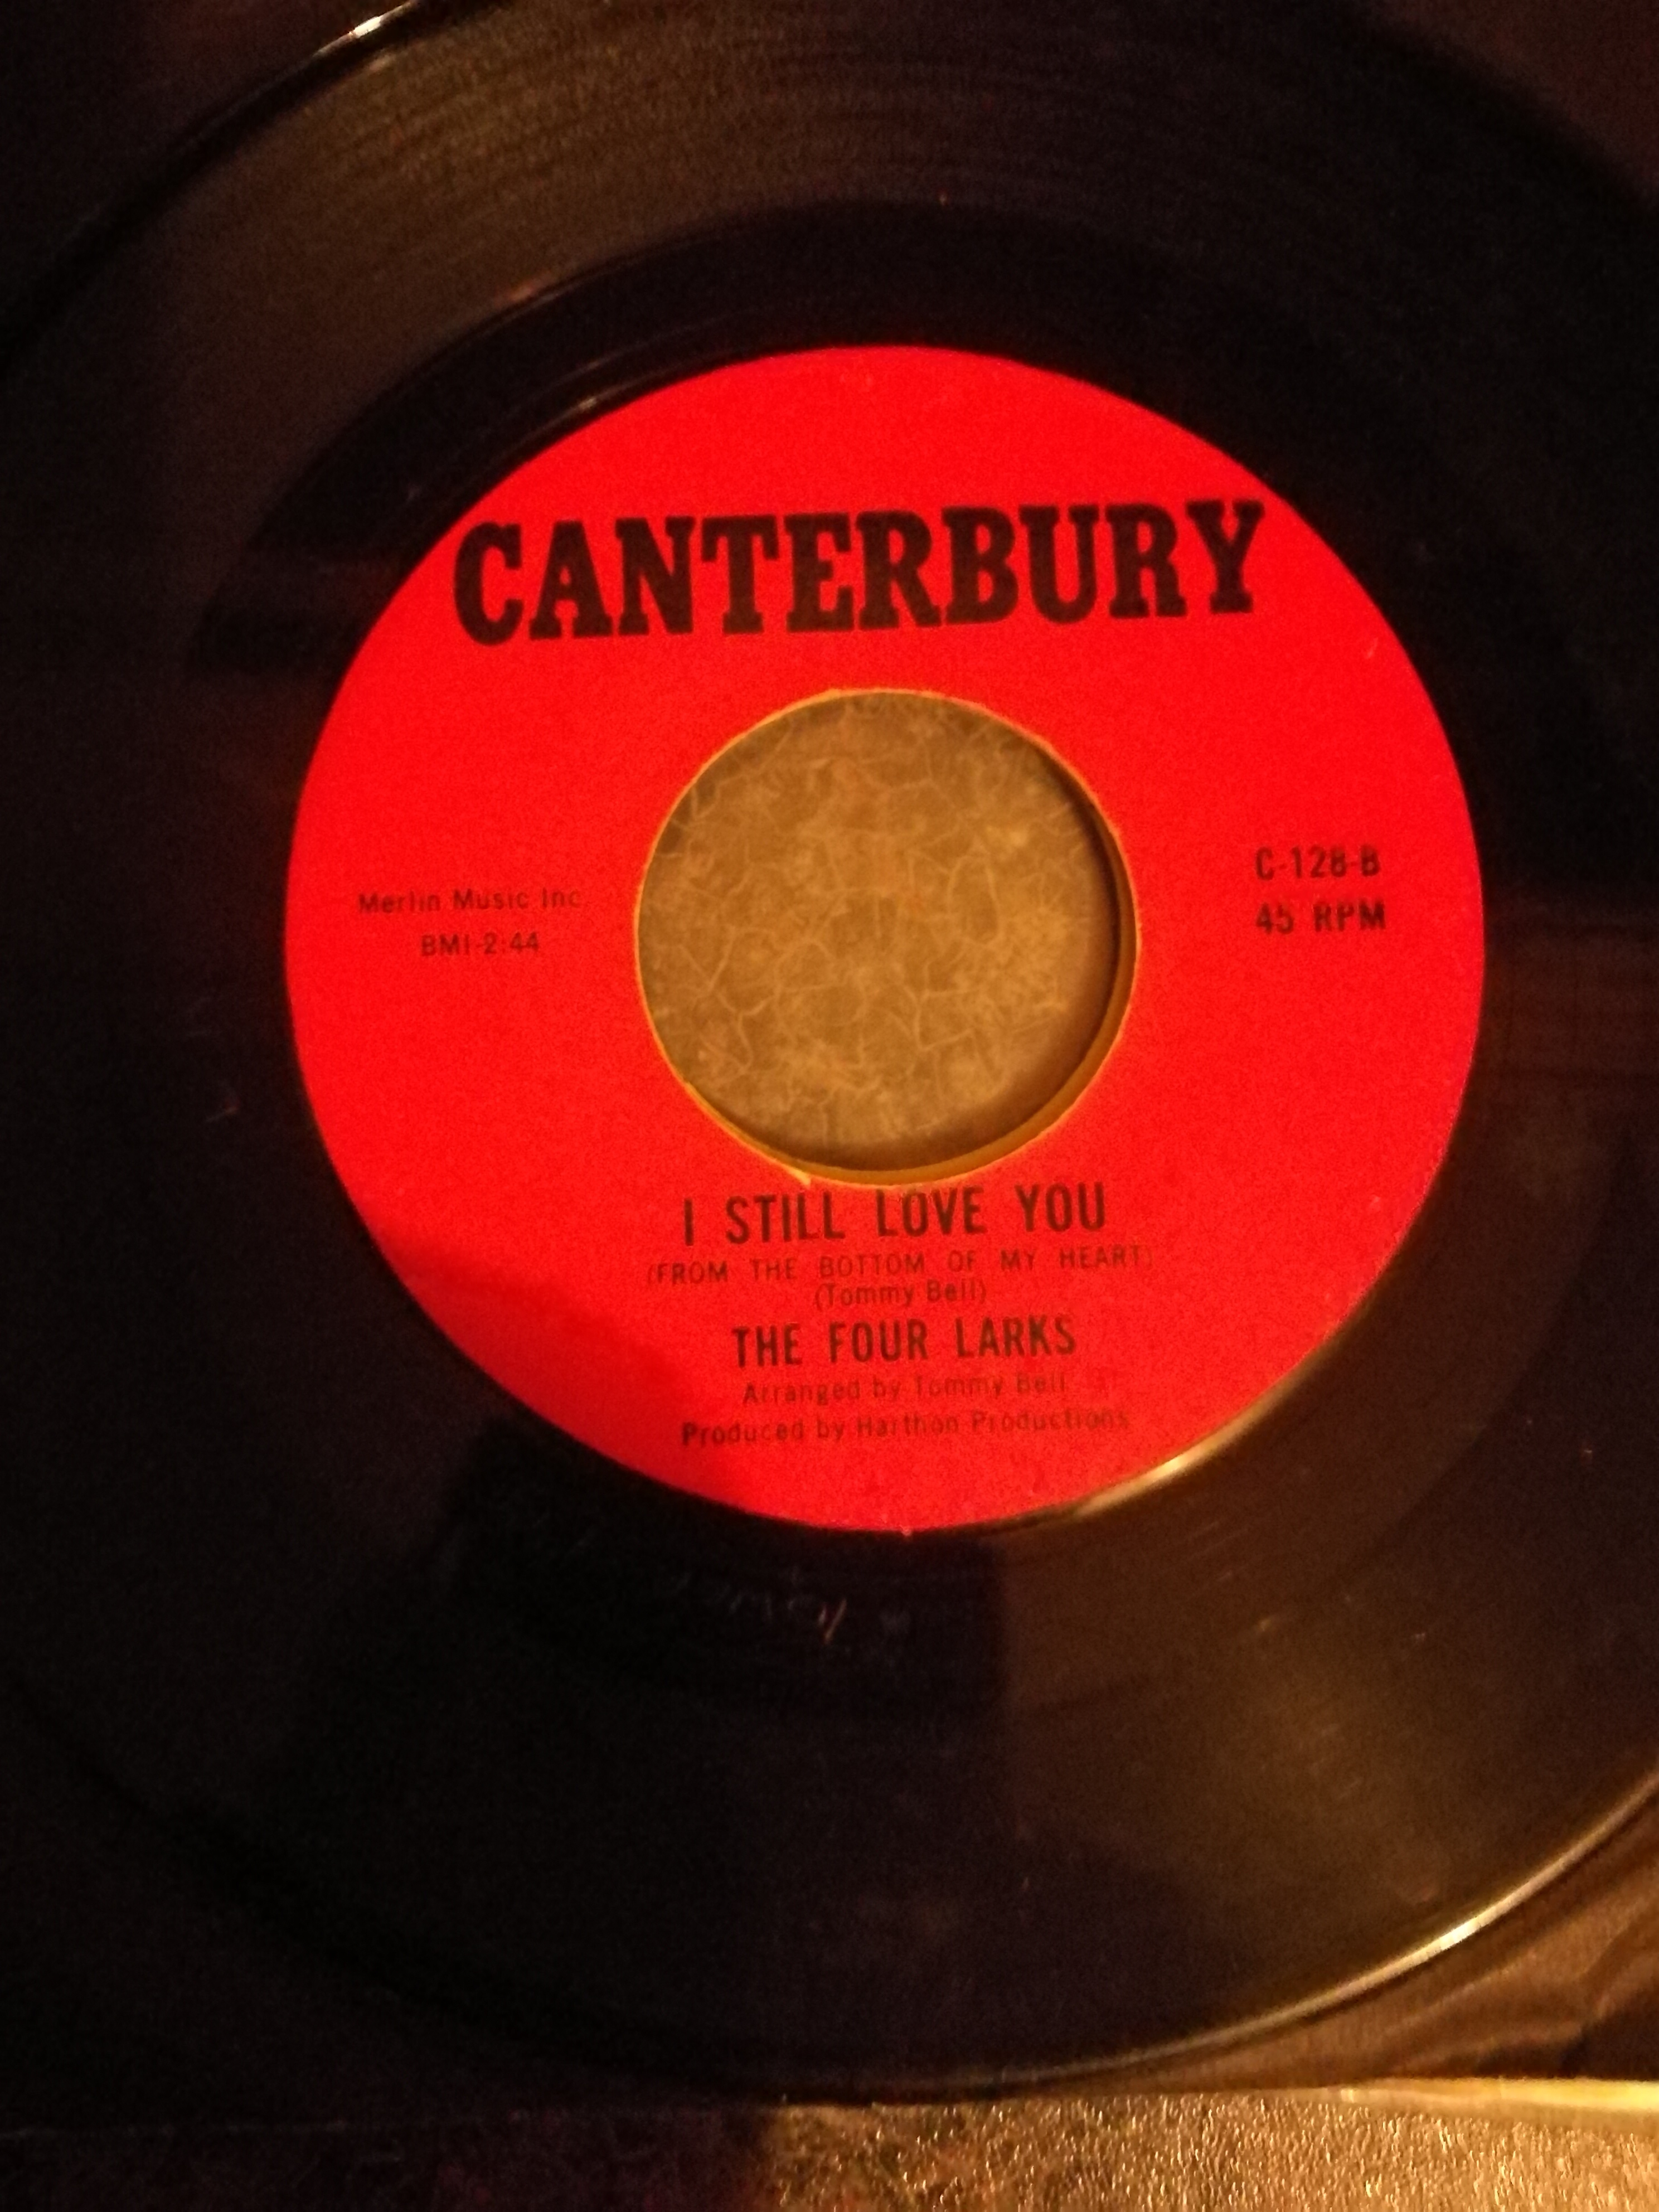 CANTERBURY
Merlin Music Inc.
BMI-2:44
C-128-B
45 RPM
I STILL LOVE YOU
(FROM THE BOTTOM OF MY HEART)
(Tommy Bell)
THE FOUR LARKS
Arranged by Tommy Bell
Produced by Harthon Productions